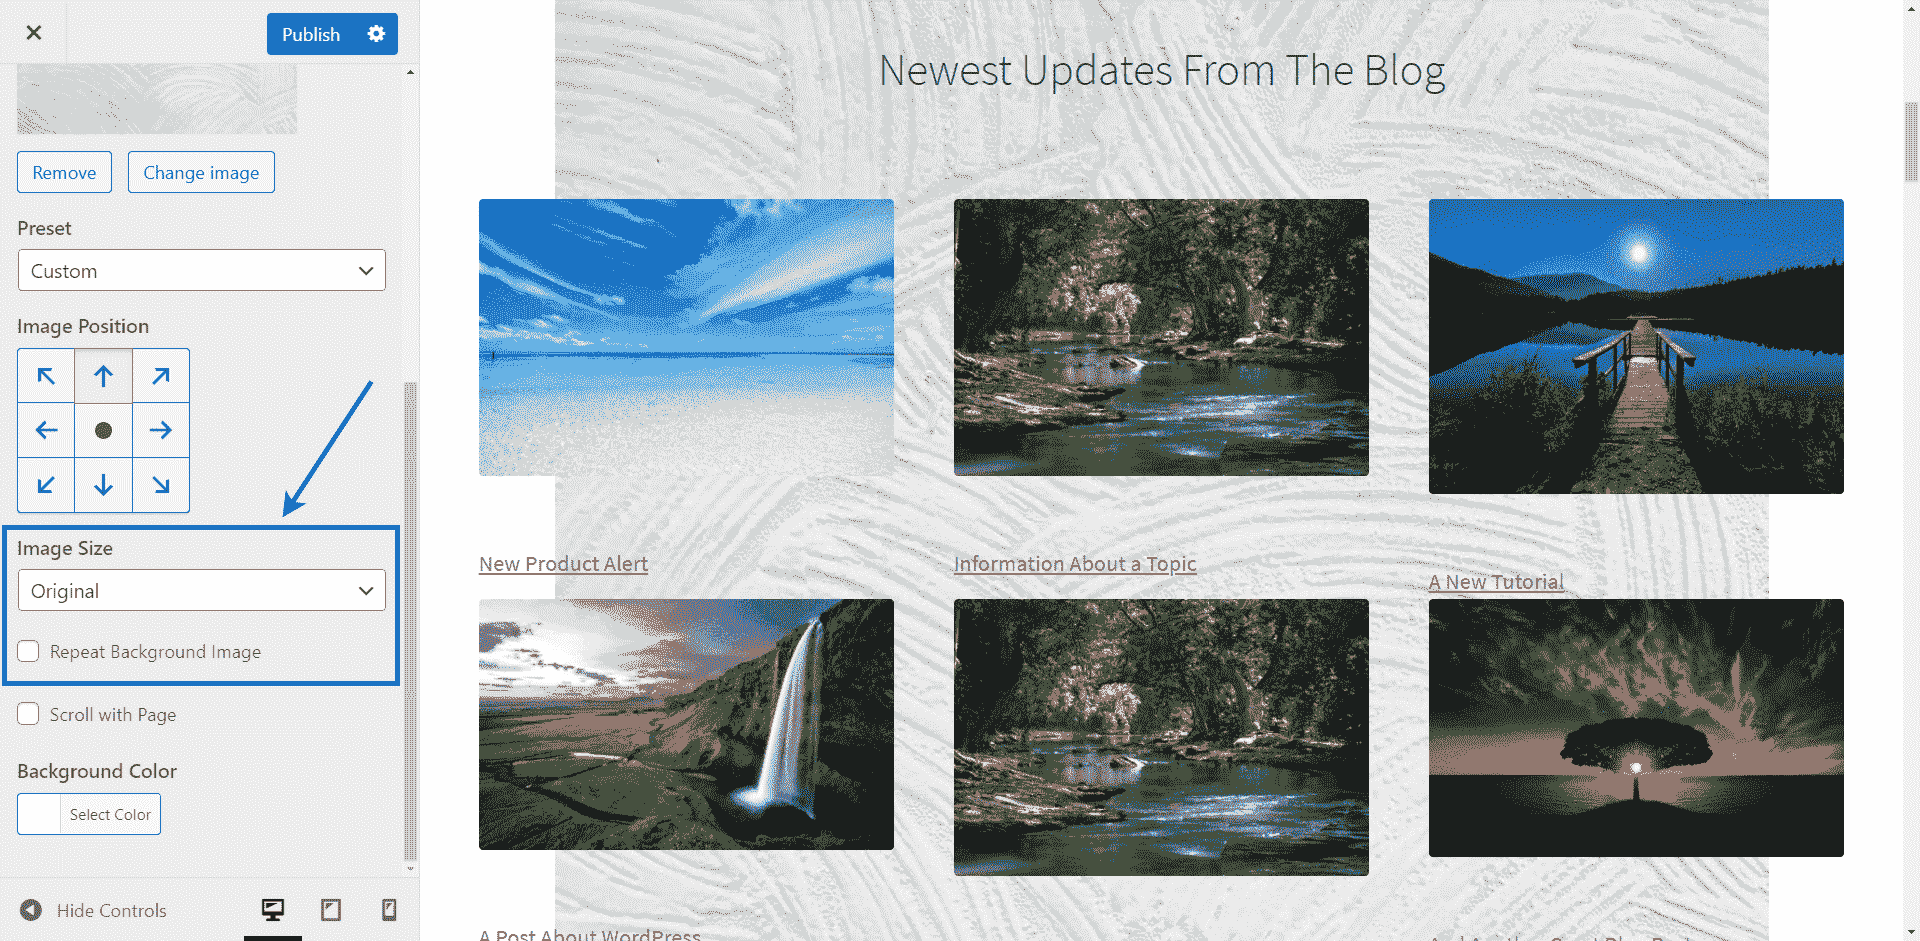 Publish
Remove
Change image
Preset
Custom
Image Position
Image Size
Original
Repeat Background Image
Scroll with Page
Background Color
Select Color
Hide Controls
Newest Updates From The Blog
New Product Alert
Information About a Topic
A New Tutorial
A Post About WordPress